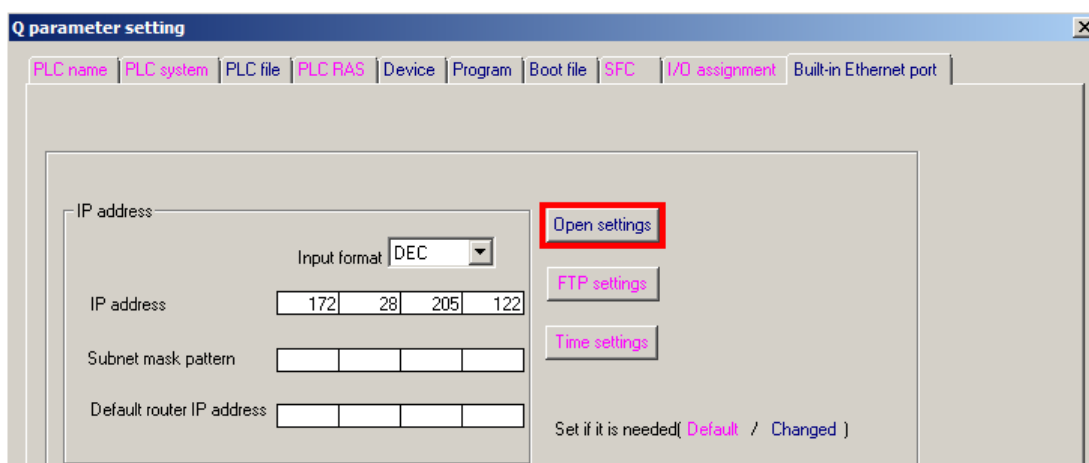 Q parameter setting
PLC name PLC system PLC file PLC RAS Device Program Boot file SFC I/O assignment Built-in Ethernet port
IP address
Input format DEC
IP address 172 28 205 122
Subnet mask pattern
Default router IP address
Open settings
FTP settings
Time settings
Set if it is needed( Default / Changed )